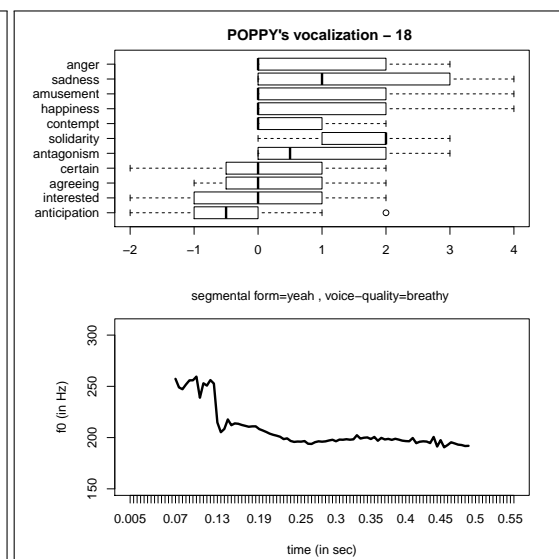 POPPY's vocalization – 18
anger
sadness
amusement
happiness
contempt
solidarity
antagonism
certain
agreeing
interested
anticipation
−2 −1 0 1 2 3 4
segmental form=yeah , voice−quality=breathy
f0 (in Hz)
300
250
200
150
0.005 0.07 0.13 0.19 0.25 0.3 0.35 0.4 0.45 0.5 0.55
time (in sec)